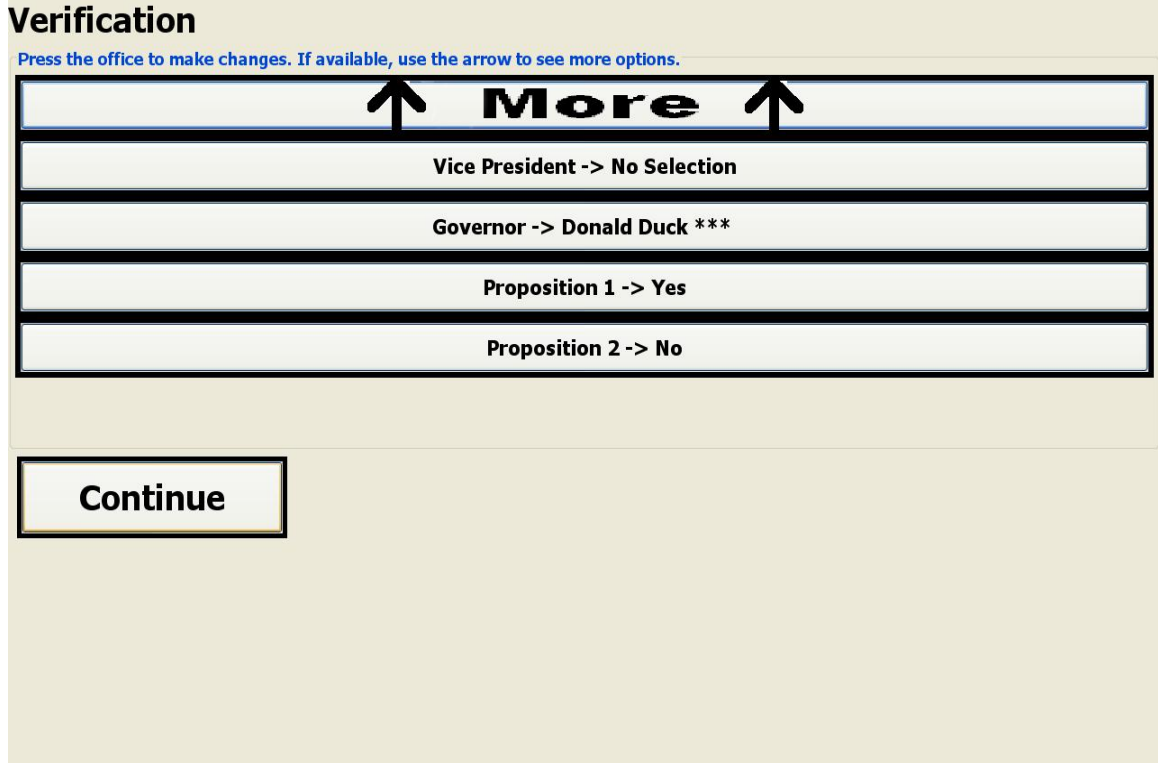 Verification
Press the office to make changes. If available, use the arrow to see more options.
More
Vice President -> No Selection
Governor -> Donald Duck ***
Proposition 1 -> Yes
Proposition 2 -> No
Continue